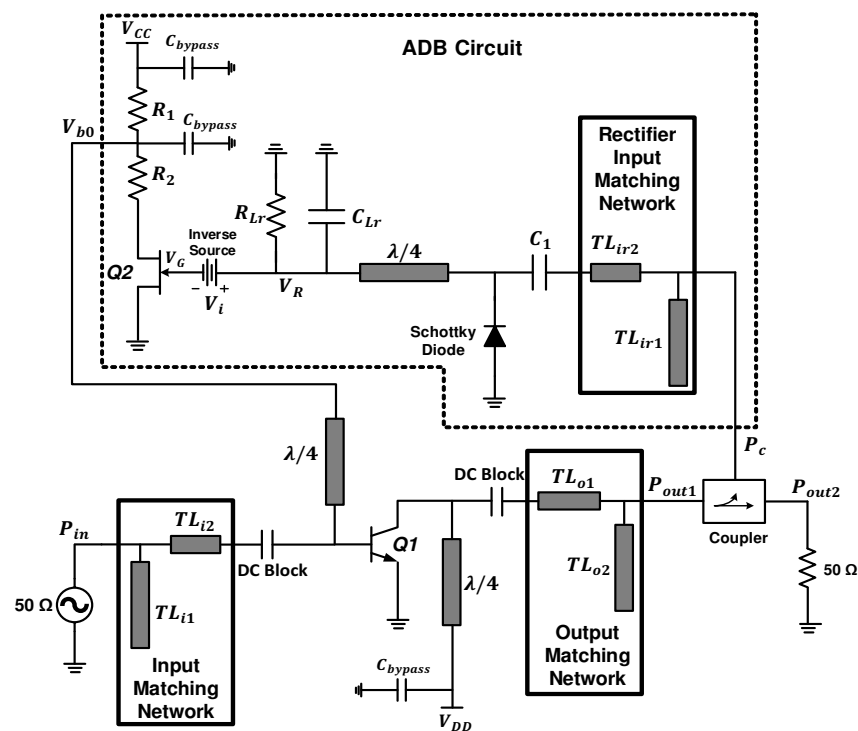 V_CC
C_bypass
ADB Circuit
R_1
V_b0
C_bypass
R_2
R_Lr
C_Lr
Inverse
Source
V_G
Q2
− +
V_i
V_R
λ/4
C_1
Rectifier
Input
Matching
Network
TL_ir2
TL_ir1
Schottky
Diode
λ/4
P_c
DC Block
TL_o1
P_out1
P_out2
Coupler
P_in
TL_i2
DC Block
Q1
λ/4
TL_o2
50 Ω
50 Ω
TL_i1
Input
Matching
Network
C_bypass
V_DD
Output
Matching
Network